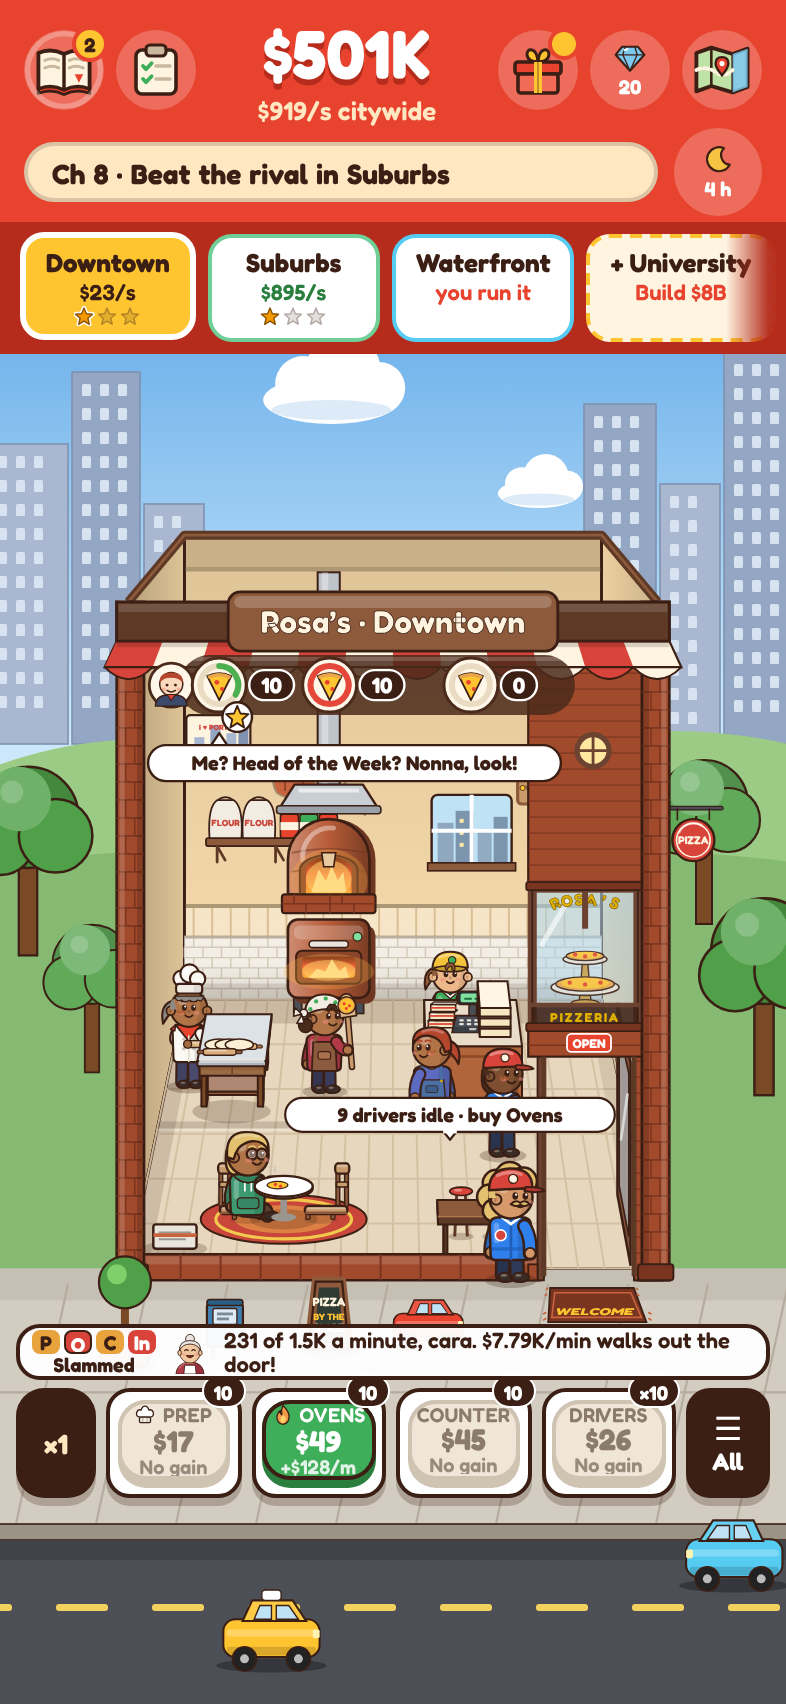 2
$501K
$919/s citywide
20
Ch 8 · Beat the rival in Suburbs
4 h
Downtown
$23/s
Suburbs
$895/s
Waterfront
you run it
+ University
Build $8B
Rosa's · Downtown
10
10
0
Me? Head of the Week? Nonna, look!
FLOUR
FLOUR
PIZZA
ROSA'S
PIZZERIA
OPEN
9 drivers idle · buy Ovens
PIZZA
BY THE
WELCOME
P O C In
Slammed
231 of 1.5K a minute, cara. $7.79K/min walks out the
door!
x1
10
PREP
$17
No gain
10
OVENS
$49
+$128/m
10
COUNTER
$45
No gain
x10
DRIVERS
$26
No gain
All